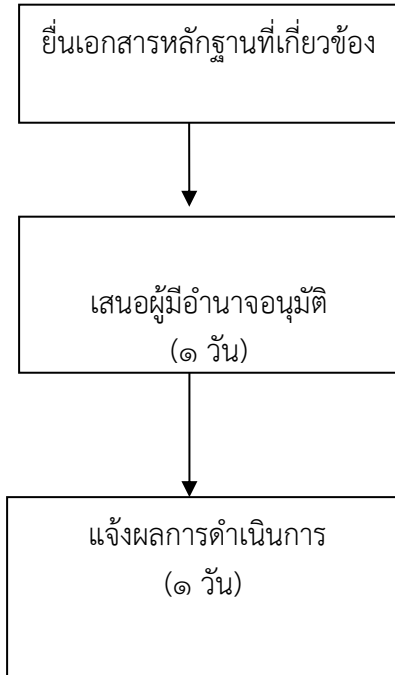 ยื่นเอกสารหลักฐานที่เกี่ยวข้อง
เสนอผู้มีอำนาจอนุมัติ
(๑ วัน)
แจ้งผลการดำเนินการ
(๑ วัน)